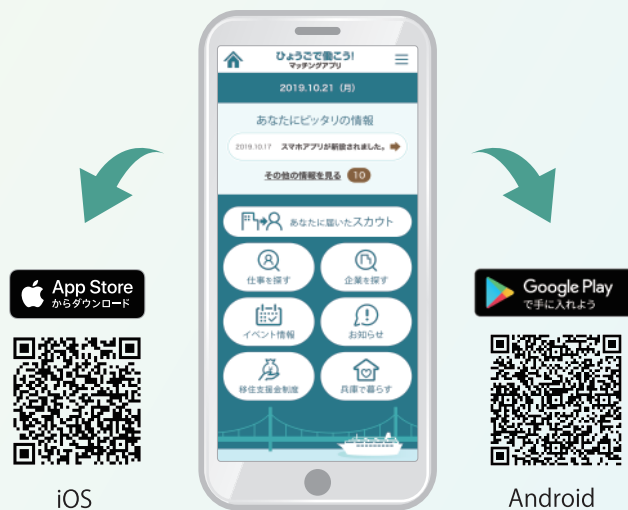 ひょうごで働こう!
マッチングアプリ
2019.10.21（月）
あなたにピッタリの情報
2019.10.17 スマホアプリが新設されました。
その他の情報を見る 10
あなたに届いたスカウト
仕事を探す
企業を探す
イベント情報
お知らせ
移住支援金制度
兵庫で暮らす
App Store
からダウンロード
iOS
Google Play
で手に入れよう
Android